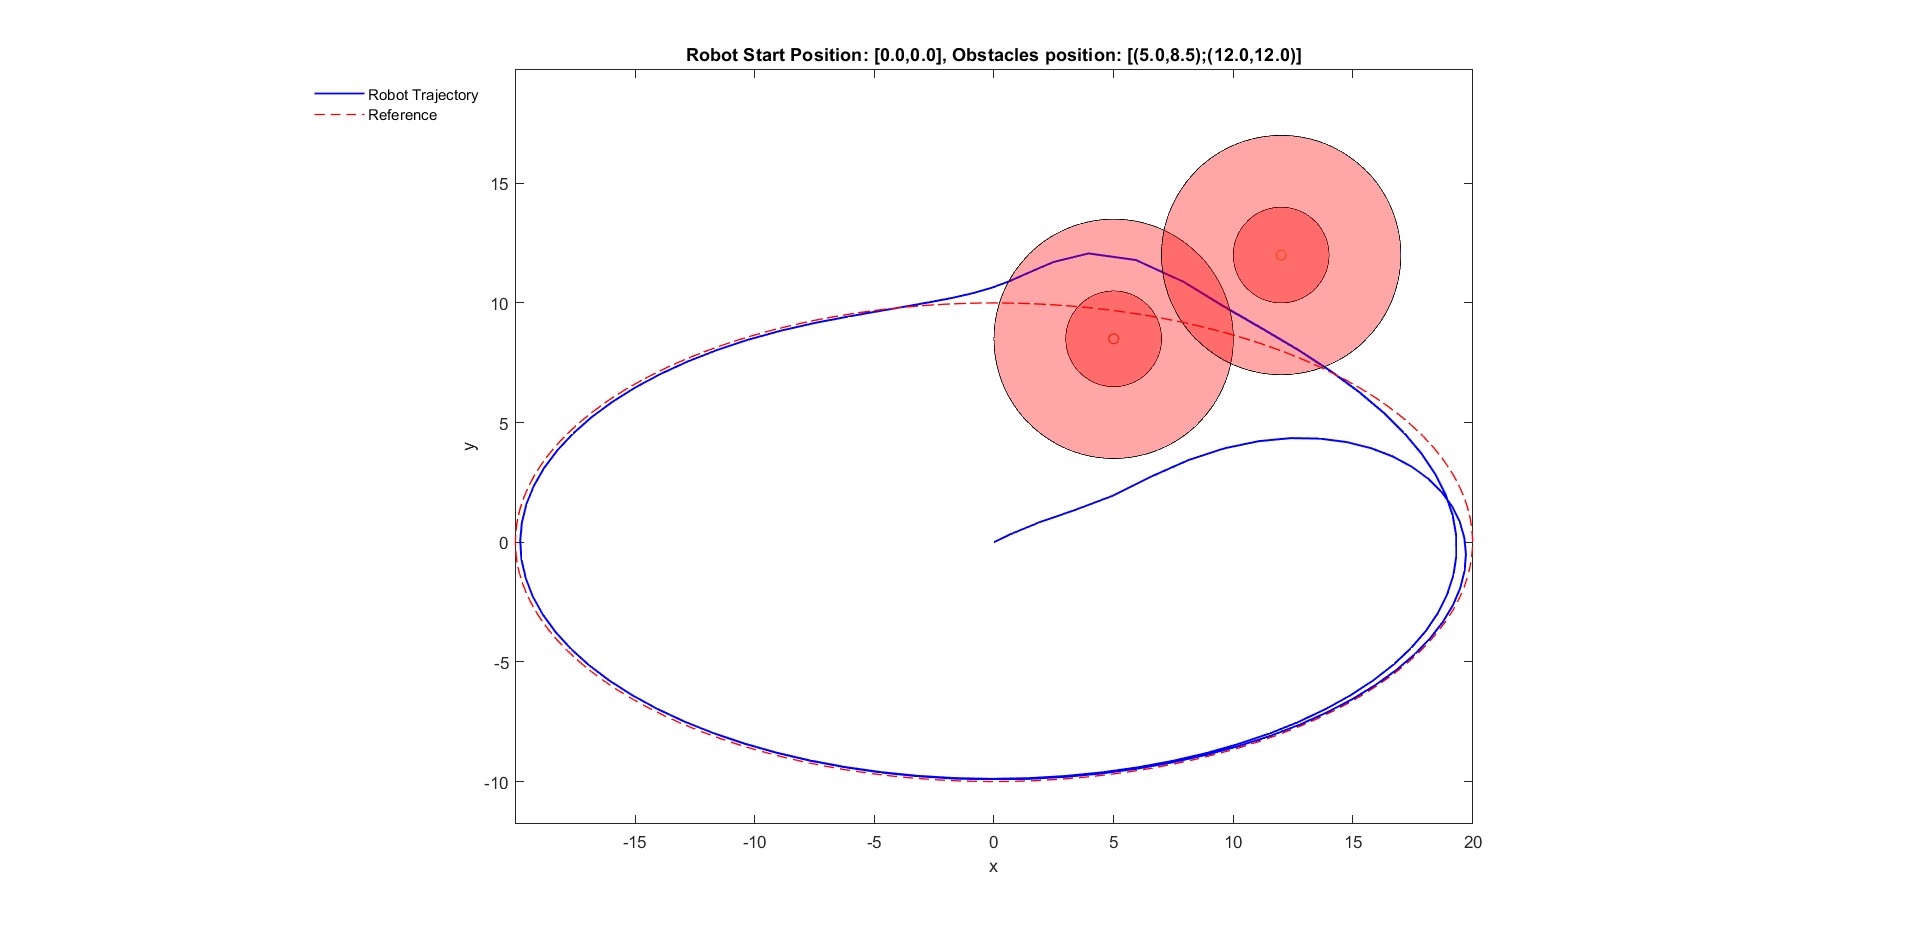 Robot Start Position: [0.0,0.0], Obstacles position: [(5.0,8.5);(12.0,12.0)]
Robot Trajectory
Reference
15
10
5
0
-5
-10
y
-15
-10
-5
0
5
10
15
20
x